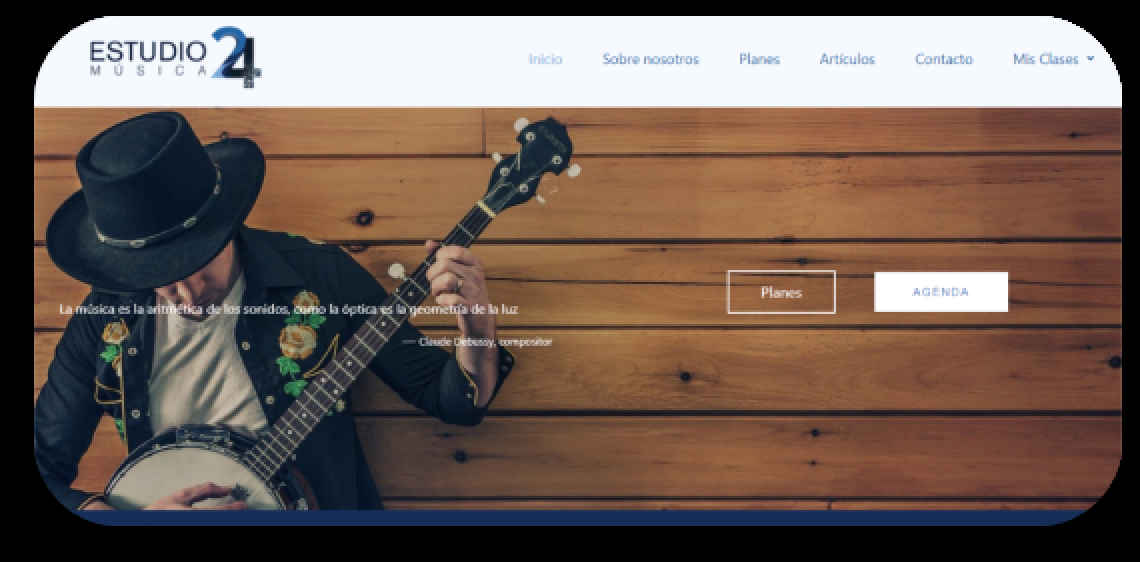 ESTUDIO 24
MÚSICA
Inicio Sobre nosotros Planes Artículos Contacto Mis Clases
La música es la aritmética de los sonidos, como la óptica es la geometría de la luz
— Claude Debussy, compositor
Planes AGENDA